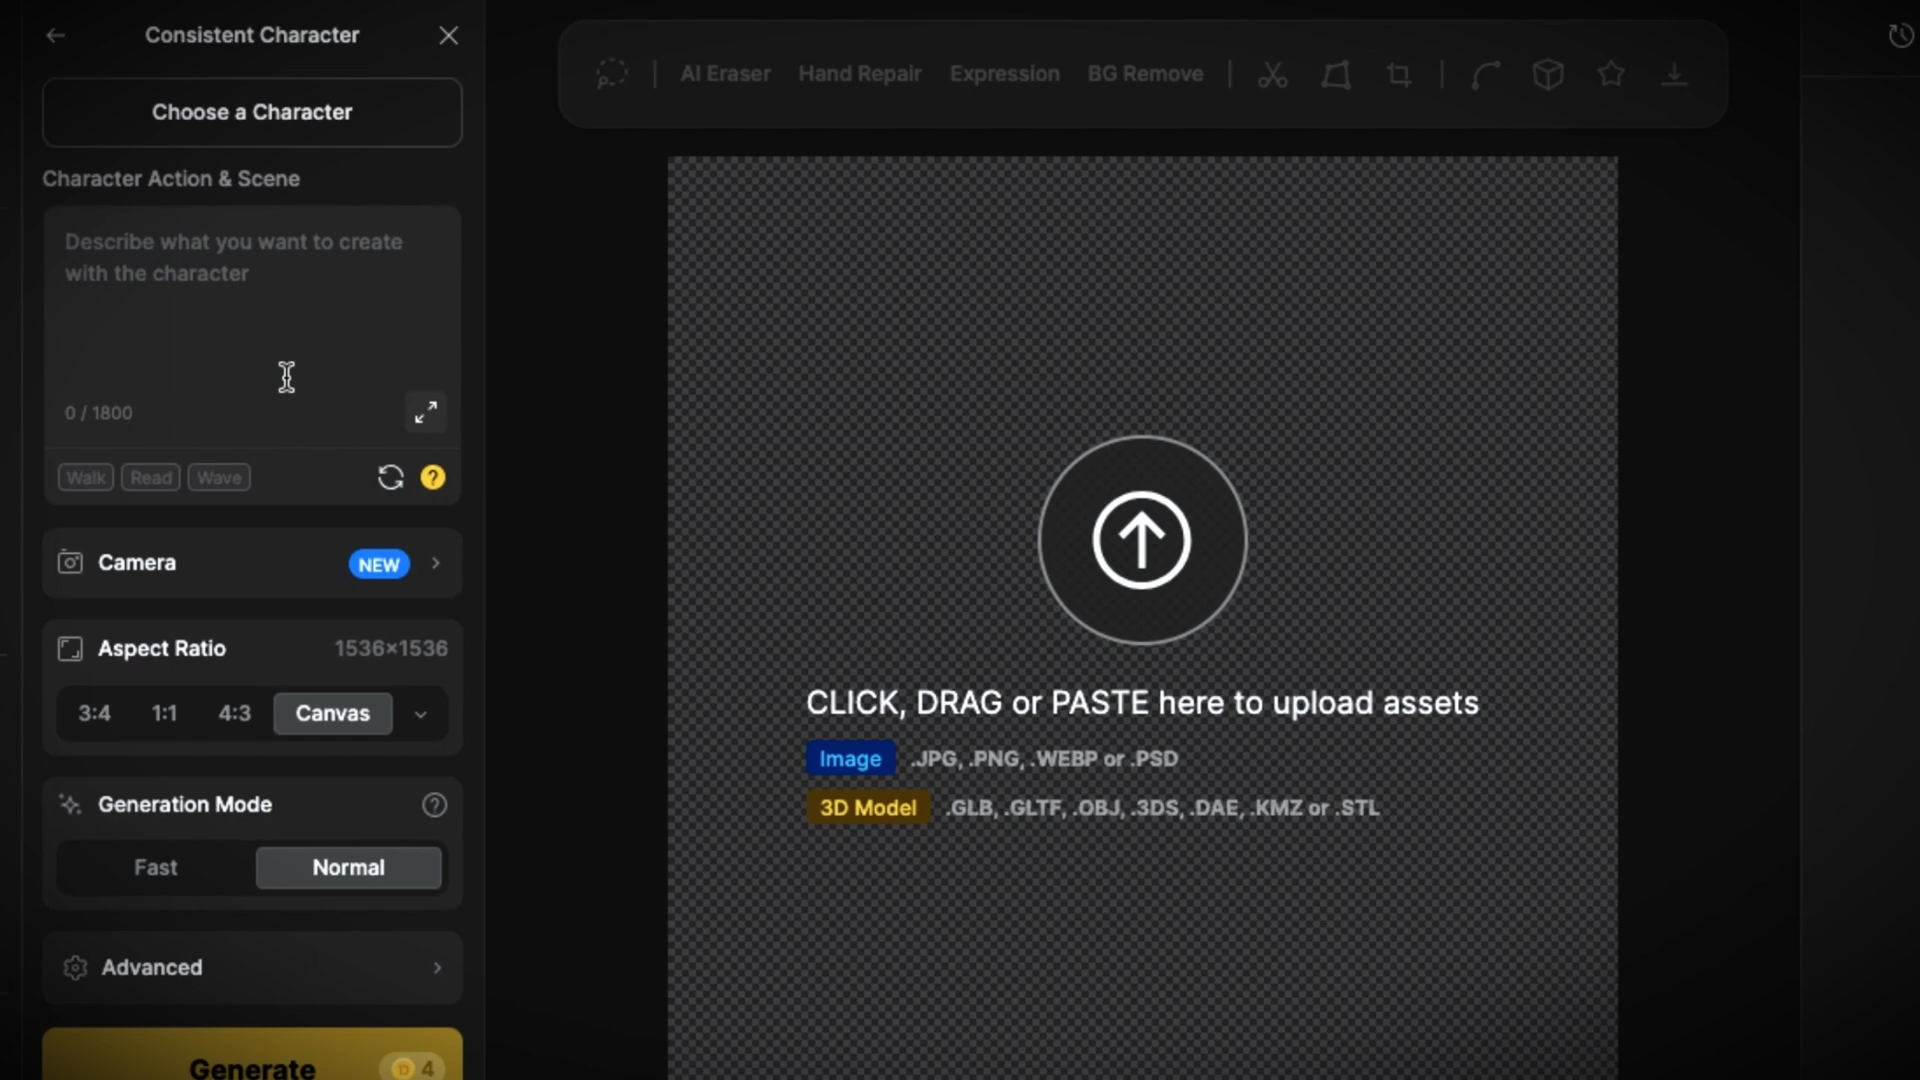 Consistent Character
Choose a Character
Character Action & Scene
Describe what you want to create
with the character
0 / 1800
Walk Read Wave
Camera NEW
Aspect Ratio 1536×1536
3:4 1:1 4:3 Canvas
Generation Mode
Fast Normal
Advanced
Generate 4
AI Eraser Hand Repair Expression BG Remove
CLICK, DRAG or PASTE here to upload assets
Image .JPG, .PNG, .WEBP or .PSD
3D Model .GLB, .GLTF, .OBJ, .3DS, .DAE, .KMZ or .STL